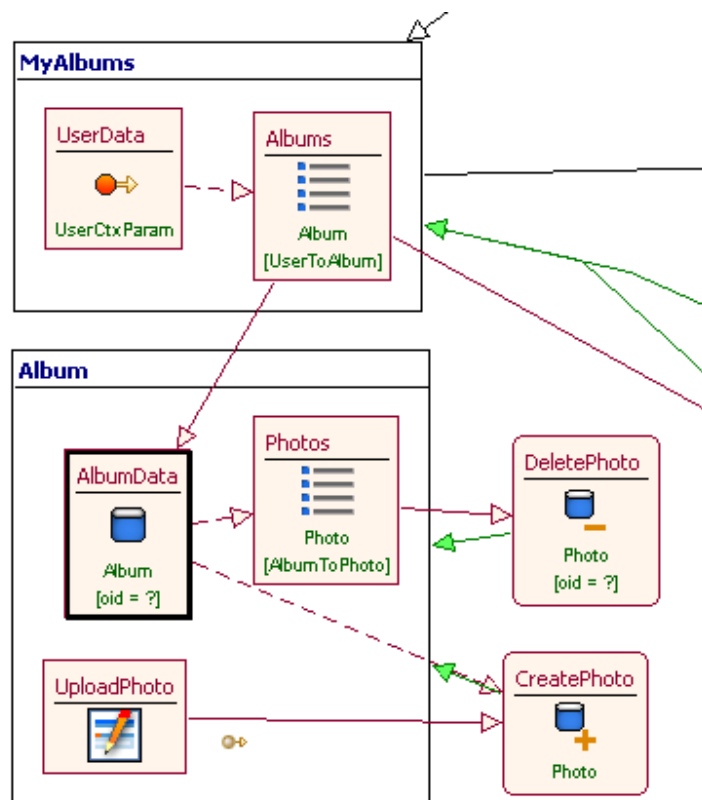 MyAlbums
UserData
UserCtxParam
Albums
Album
[UserToAlbum]
Album
AlbumData
Album
[oid = ?]
Photos
Photo
[AlbumToPhoto]
DeletePhoto
Photo
[oid = ?]
UploadPhoto
CreatePhoto
Photo